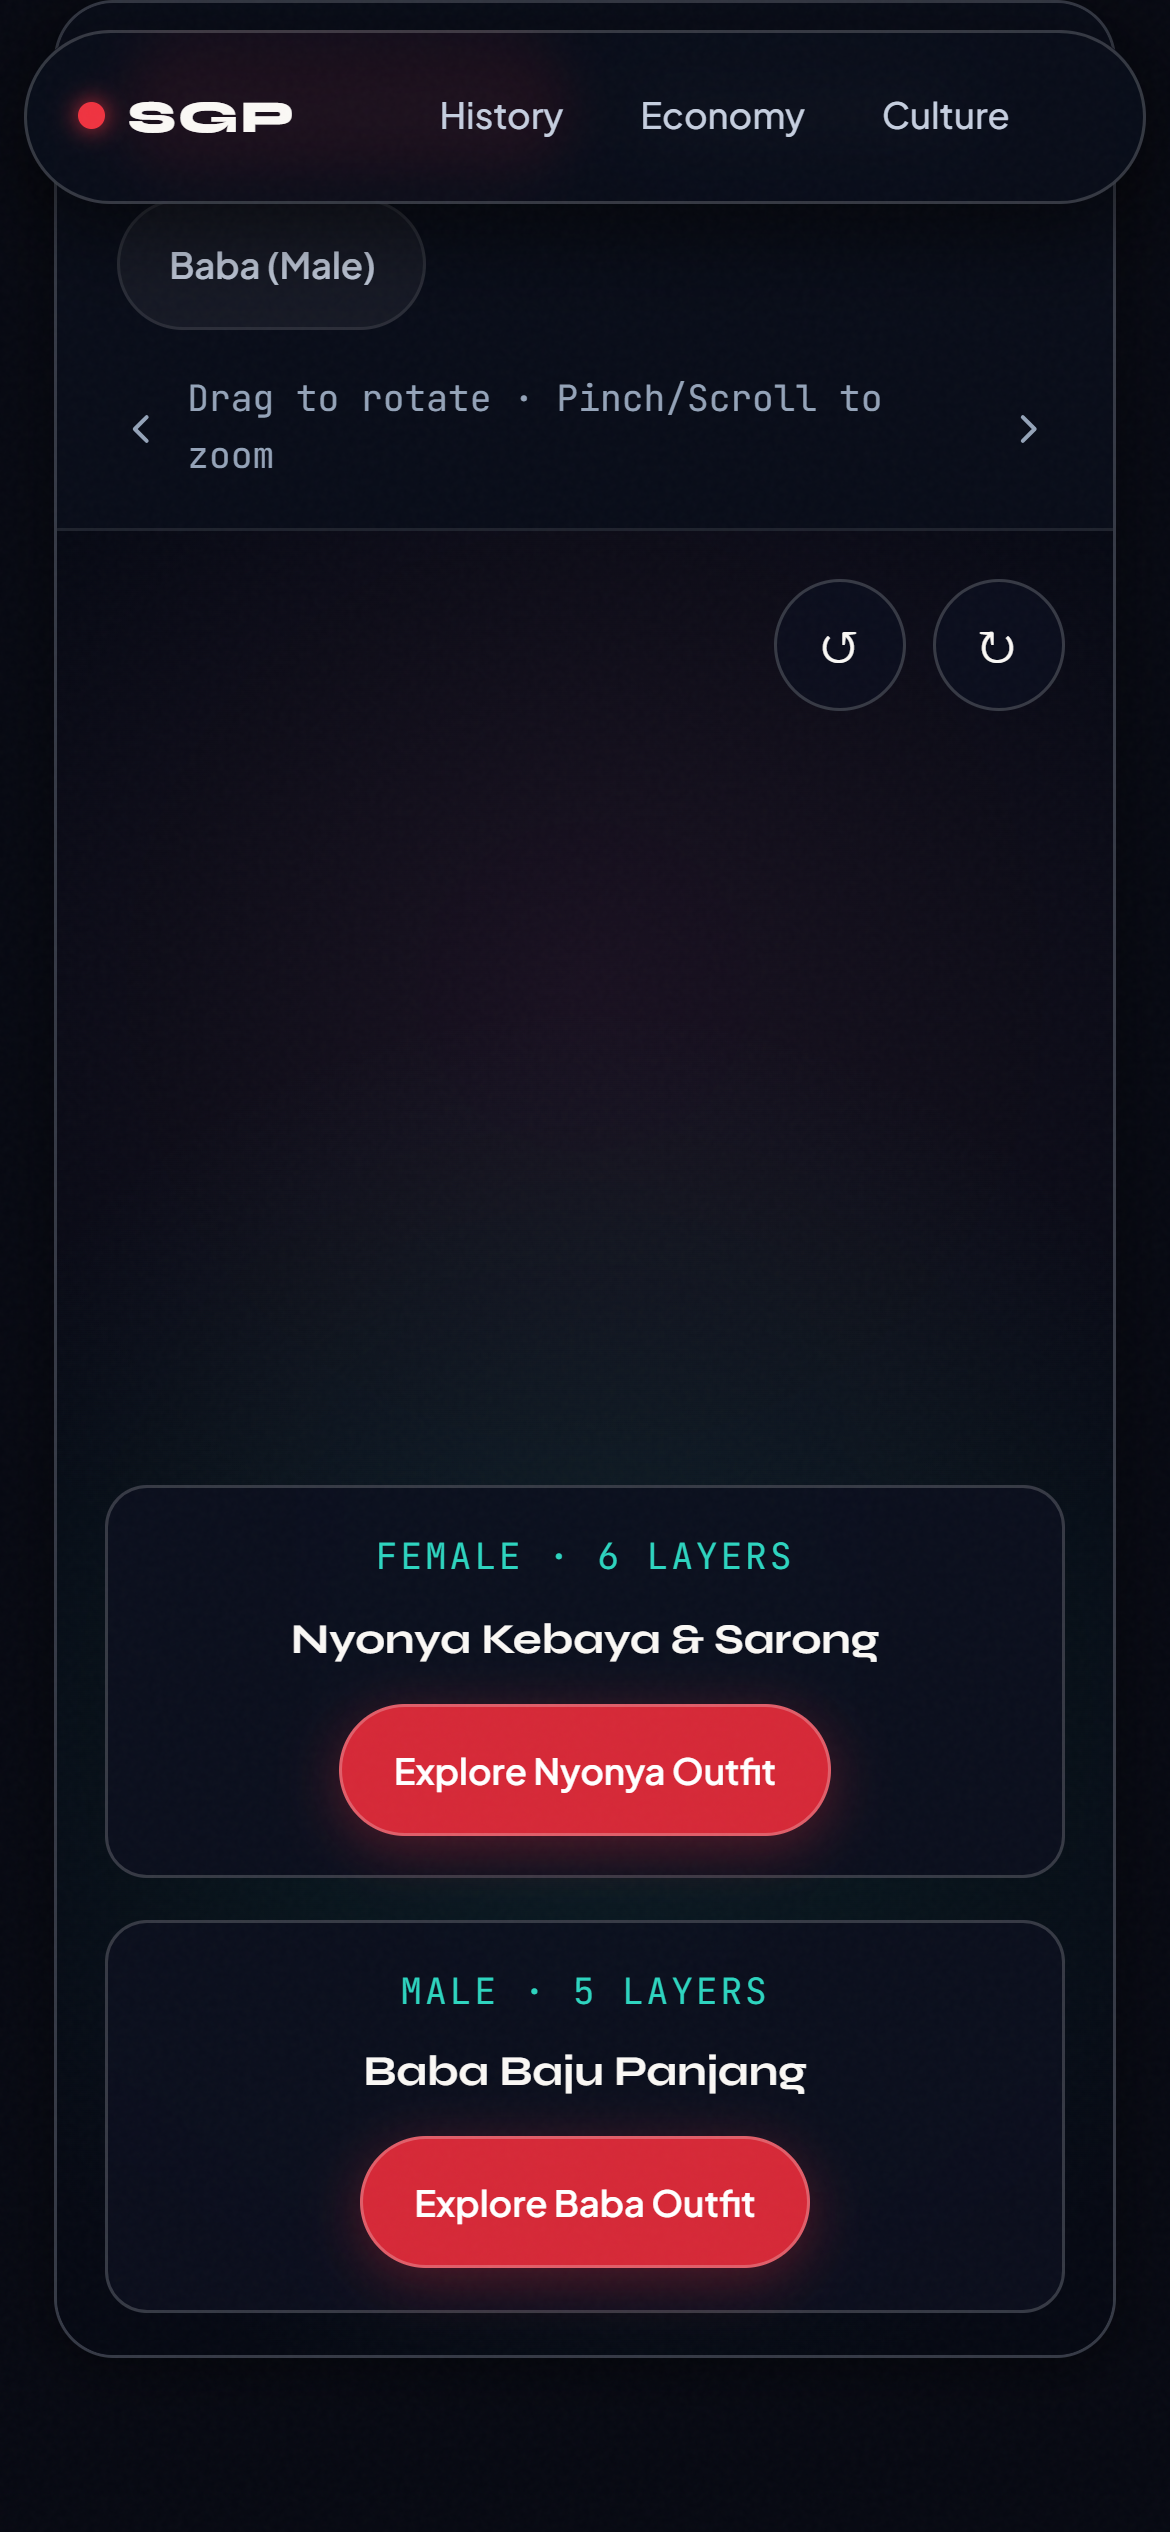 SGP
History
Economy
Culture
Baba (Male)
Drag to rotate · Pinch/Scroll to
zoom
FEMALE · 6 LAYERS
Nyonya Kebaya & Sarong
Explore Nyonya Outfit
MALE · 5 LAYERS
Baba Baju Panjang
Explore Baba Outfit